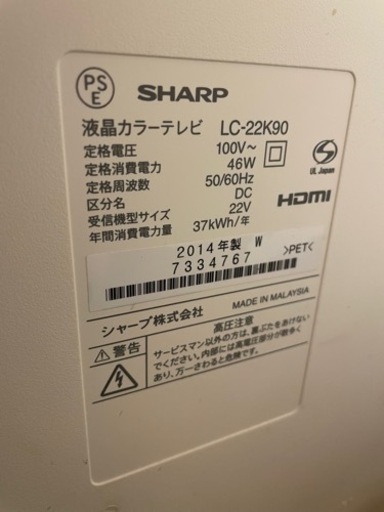 PS
E
SHARP
液晶カラーテレビ LC-22K90
定格電圧 100V~
定格消費電力 46W
定格周波数 50/60Hz
区分名 DC
受信機型サイズ 22V
年間消費電力量 37kWh/年
S
UL Japan
HDMI
2014年製 W
7334767
>PET<
シャープ株式会社 MADE IN MALAYSIA
警告
高圧注意
サービスマン以外の方は、裏ぶたをあけない
でください。内部には高電圧部分が数多く
あり、万一さわると危険です。